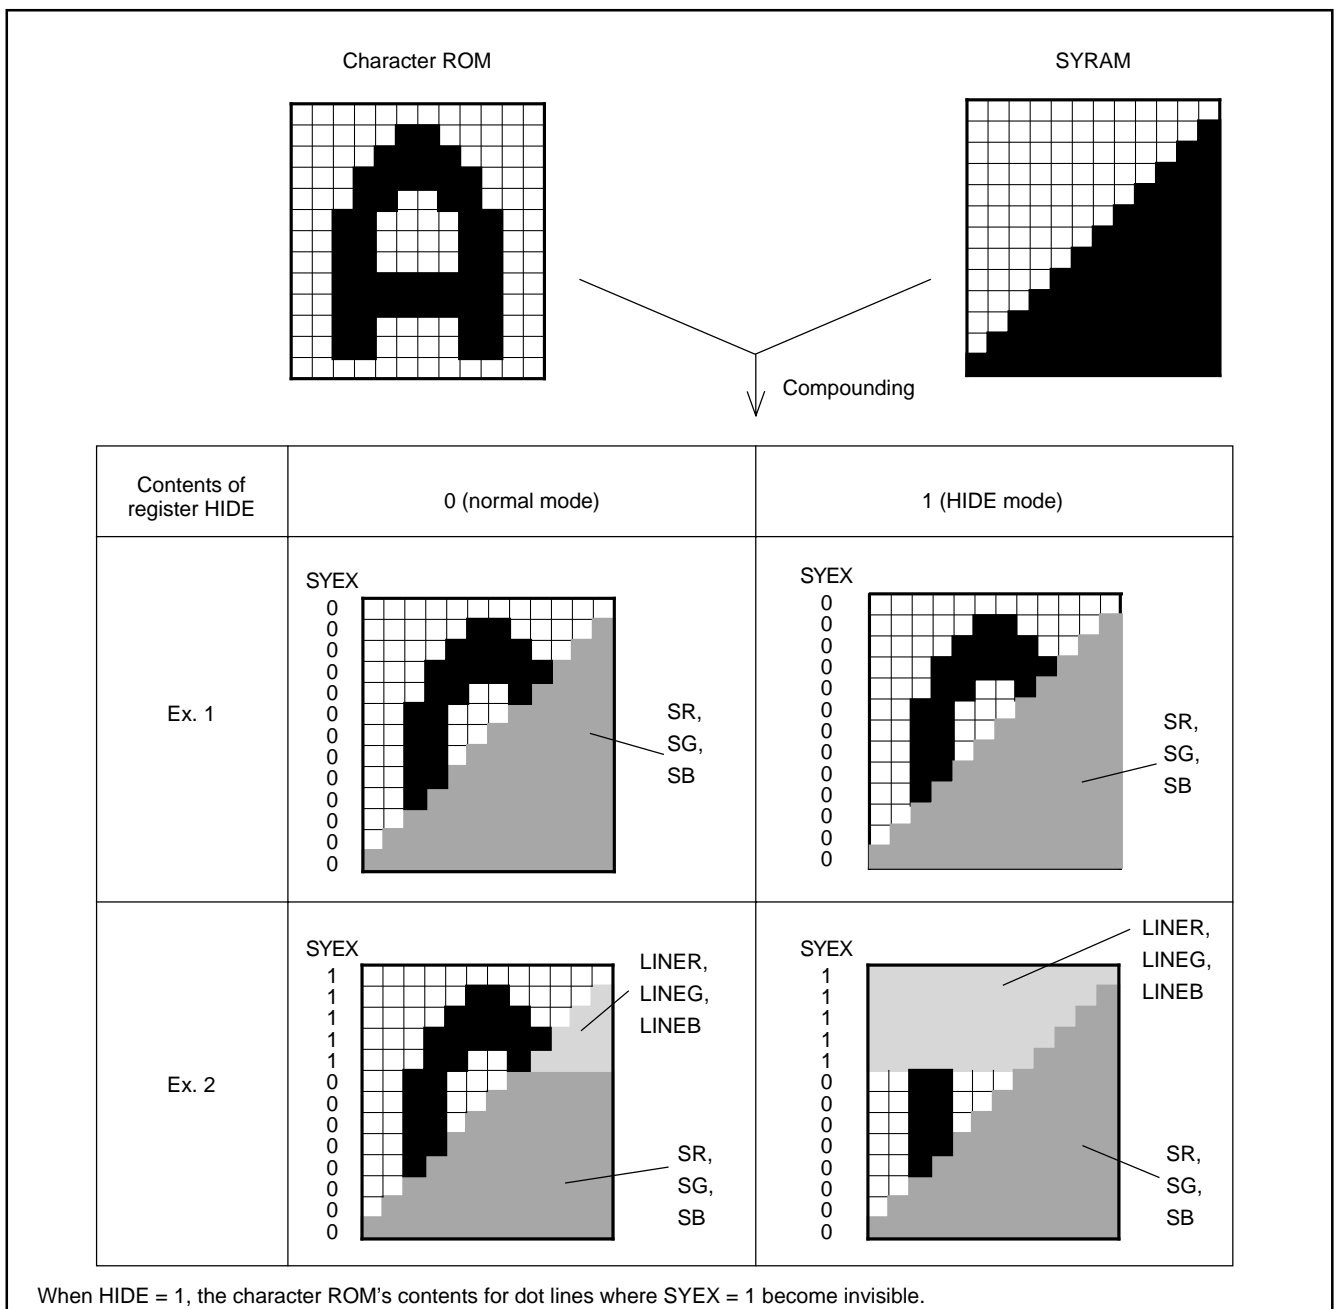 Character ROM
SYRAM
Compounding
Contents of
register HIDE
0 (normal mode)
1 (HIDE mode)
Ex. 1
SYEX
0
0
0
0
0
0
0
0
0
0
0
0
0
SR,
SG,
SB
SYEX
0
0
0
0
0
0
0
0
0
0
0
0
0
SR,
SG,
SB
Ex. 2
SYEX
1
1
1
1
1
0
0
0
0
0
0
0
0
LINER,
LINEG,
LINEB
SR,
SG,
SB
SYEX
1
1
1
1
1
0
0
0
0
0
0
0
0
LINER,
LINEG,
LINEB
SR,
SG,
SB
When HIDE = 1, the character ROM's contents for dot lines where SYEX = 1 become invisible.